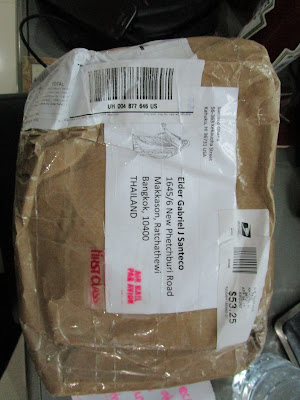 UH 004 877 646 US
Elder Gabriel J Santeco
1645/6 New Phetchburi Road
Makkason, Ratchathewi
Bangkok, 10400
THAILAND
FIRST CLASS
AIR MAIL
PAR AVION
$53.25